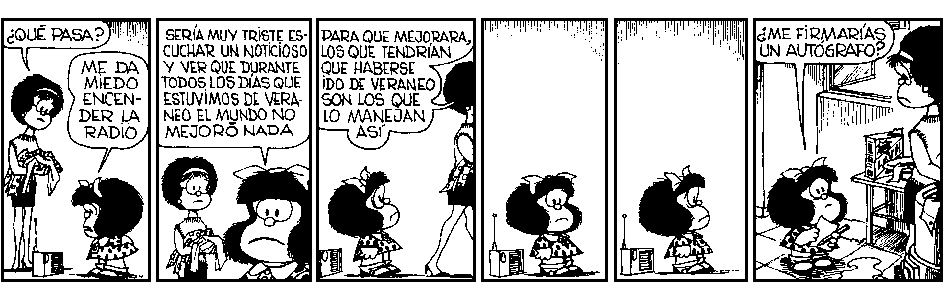 ¿QUÉ PASA?
ME DA
MIEDO
ENCEN-
DER LA
RADIO
SERÍA MUY TRISTE ES-
CUCHAR UN NOTICIOSO
Y VER QUE DURANTE
TODOS LOS DÍAS QUE
ESTUVIMOS DE VERA-
NEO EL MUNDO NO
MEJORÓ NADA
PARA QUE MEJORARA,
LOS QUE TENDRÍAN
QUE HABERSE
IDO DE VERANEO
SON LOS QUE
LO MANEJAN
ASÍ
¿ME FIRMARÍAS
UN AUTÓGRAFO?